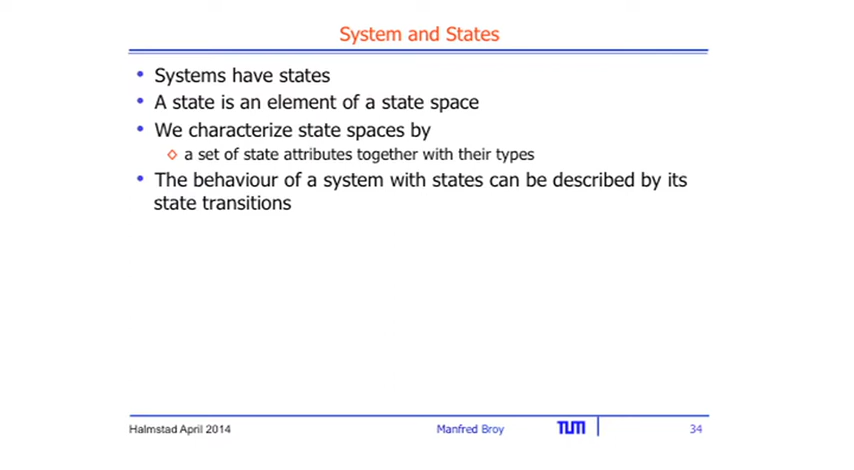 System and States
• Systems have states
• A state is an element of a state space
• We characterize state spaces by
◇ a set of state attributes together with their types
• The behaviour of a system with states can be described by its
state transitions
Halmstad April 2014 Manfred Broy TUM 34